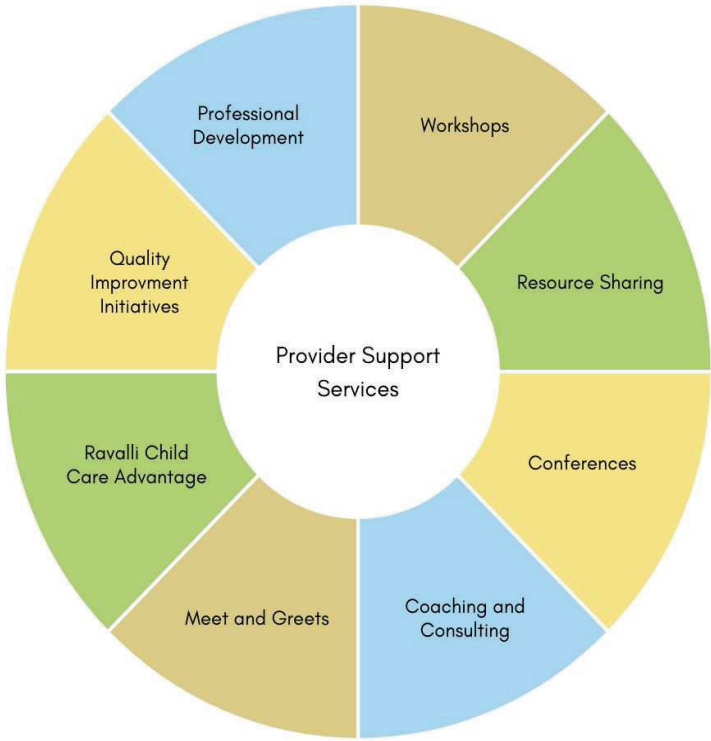 Professional
Development
Workshops
Resource Sharing
Conferences
Coaching and
Consulting
Meet and Greets
Ravalli Child
Care Advantage
Quality
Improvment
Initiatives
Provider Support
Services